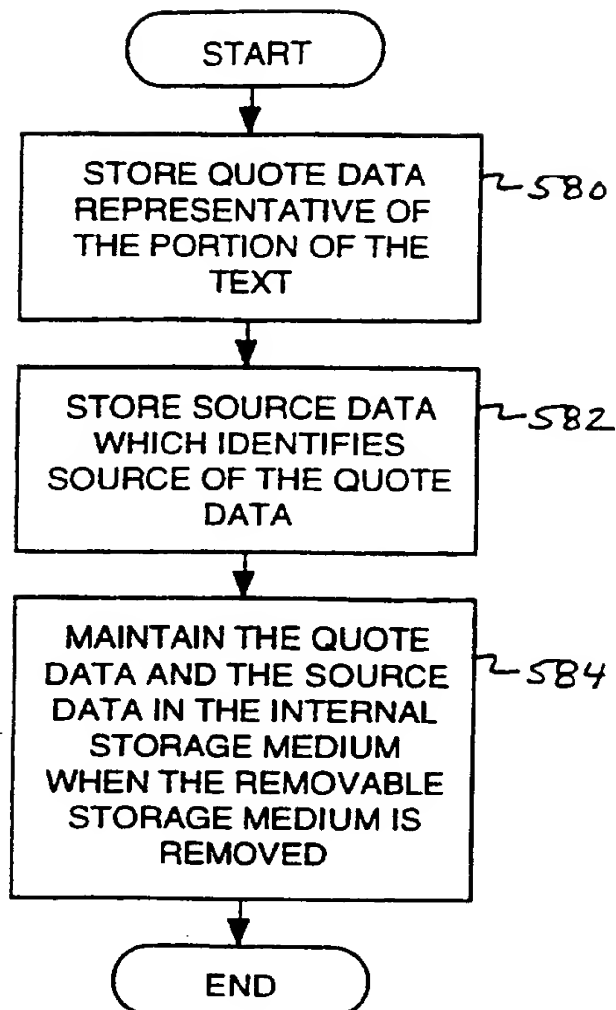 START
STORE QUOTE DATA
REPRESENTATIVE OF
THE PORTION OF THE
TEXT
580
STORE SOURCE DATA
WHICH IDENTIFIES
SOURCE OF THE QUOTE
DATA
582
MAINTAIN THE QUOTE
DATA AND THE SOURCE
DATA IN THE INTERNAL
STORAGE MEDIUM
WHEN THE REMOVABLE
STORAGE MEDIUM IS
REMOVED
584
END